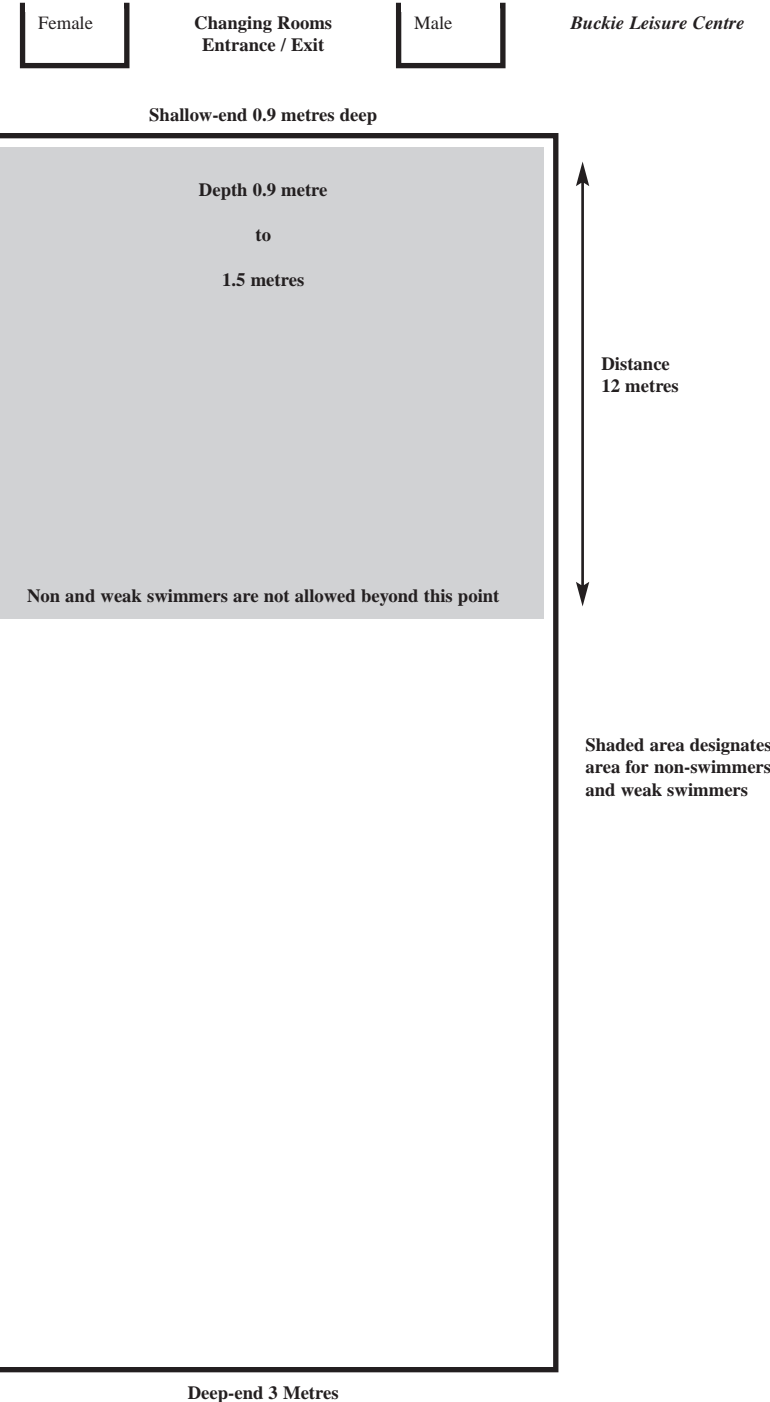 Female
Changing Rooms
Entrance / Exit
Male
Buckie Leisure Centre
Shallow-end 0.9 metres deep
Depth 0.9 metre
to
1.5 metres
Distance
12 metres
Non and weak swimmers are not allowed beyond this point
Shaded area designates
area for non-swimmers
and weak swimmers
Deep-end 3 Metres